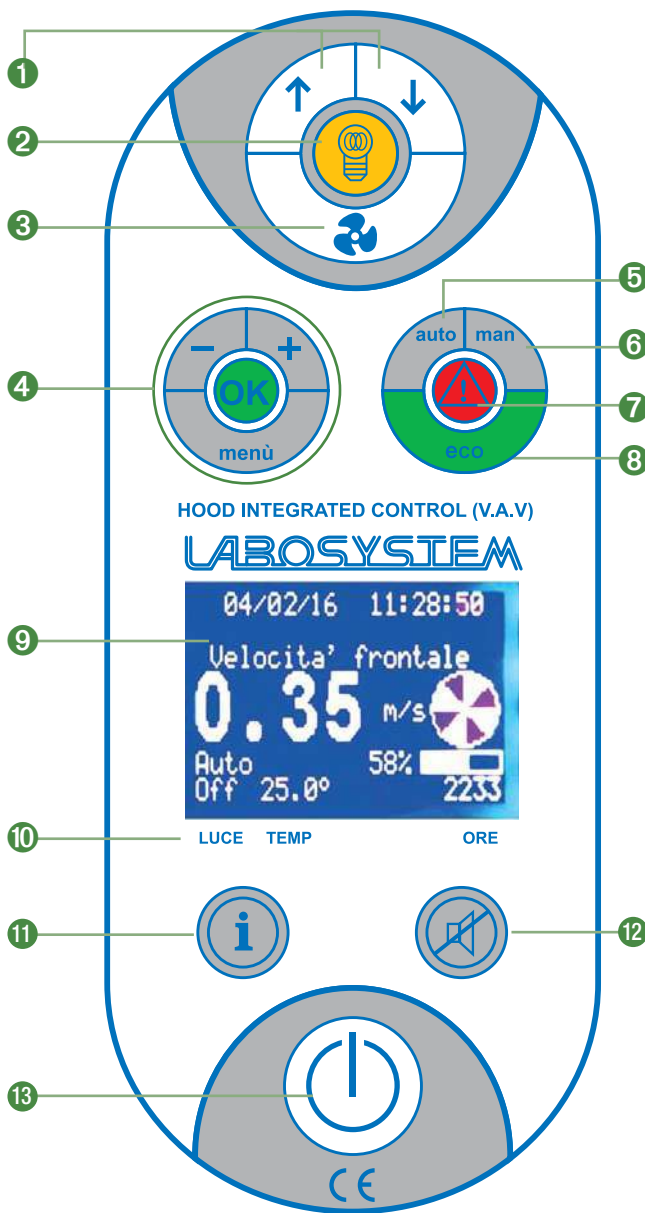 1
2
3
auto man
5
6
4
- +
OK
menù
7
eco
8
HOOD INTEGRATED CONTROL (V.A.V)
LABOSYSTEM
04/02/16 11:28:50
9
Velocita' frontale
0.35 m/s
Auto 58%
Off 25.0° 2233
10
LUCE TEMP ORE
11
i
12
13
CE